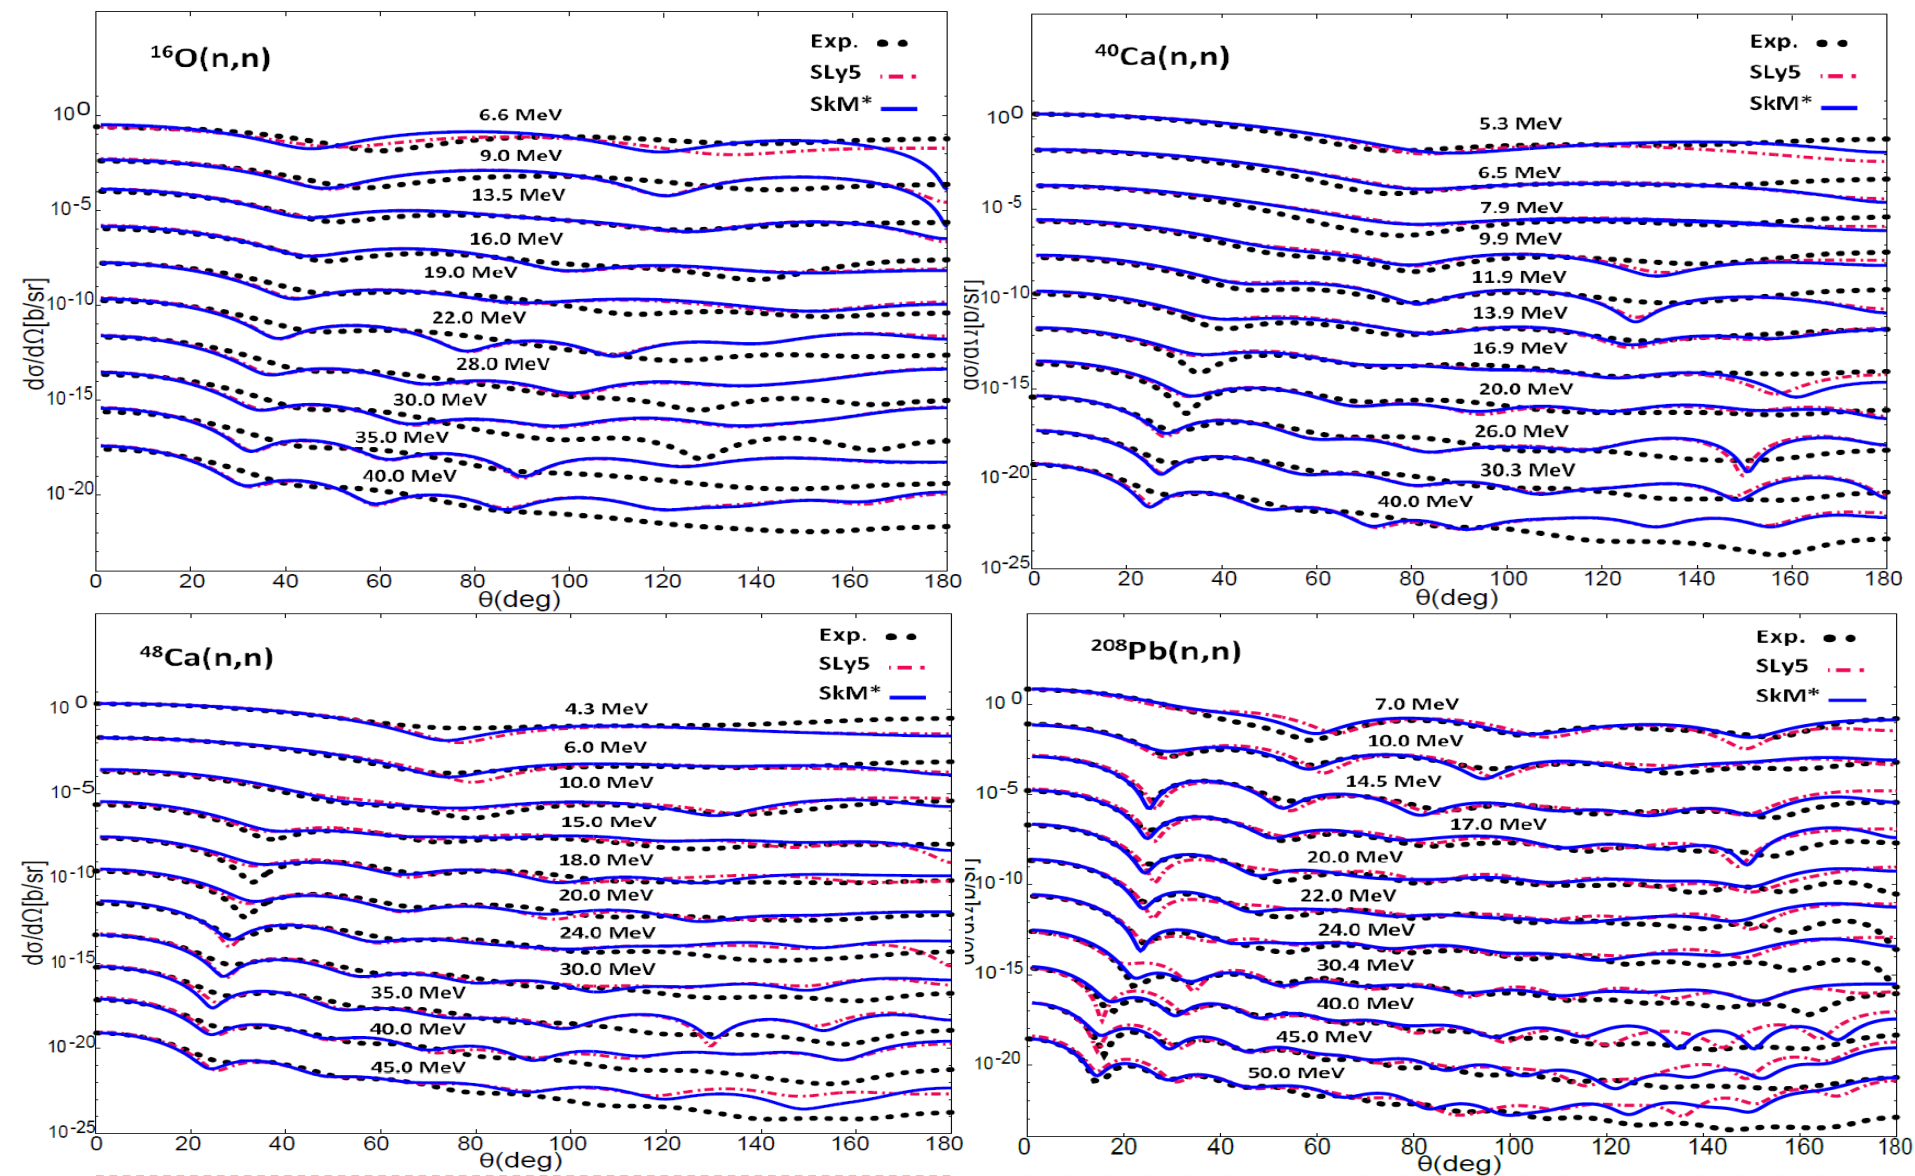 ¹⁶O(n,n)
Exp.
SLy5
SkM*
10⁰
10⁻⁵
10⁻¹⁰
10⁻¹⁵
10⁻²⁰
dσ/dΩ[b/sr]
6.6 MeV
9.0 MeV
13.5 MeV
16.0 MeV
19.0 MeV
22.0 MeV
28.0 MeV
30.0 MeV
35.0 MeV
40.0 MeV
0 20 40 60 80 100 120 140 160 180
θ(deg)
⁴⁰Ca(n,n)
Exp.
SLy5
SkM*
10⁰
10⁻⁵
10⁻¹⁰
10⁻¹⁵
10⁻²⁰
10⁻²⁵
dσ/dΩ[b/sr]
5.3 MeV
6.5 MeV
7.9 MeV
9.9 MeV
11.9 MeV
13.9 MeV
16.9 MeV
20.0 MeV
26.0 MeV
30.3 MeV
40.0 MeV
0 20 40 60 80 100 120 140 160 180
θ(deg)
⁴⁸Ca(n,n)
Exp.
SLy5
SkM*
10⁰
10⁻⁵
10⁻¹⁰
10⁻¹⁵
10⁻²⁰
10⁻²⁵
dσ/dΩ[b/sr]
4.3 MeV
6.0 MeV
10.0 MeV
15.0 MeV
18.0 MeV
20.0 MeV
24.0 MeV
30.0 MeV
35.0 MeV
40.0 MeV
45.0 MeV
0 20 40 60 80 100 120 140 160 180
θ(deg)
²⁰⁸Pb(n,n)
Exp.
SLy5
SkM*
10⁰
10⁻⁵
10⁻¹⁰
10⁻¹⁵
10⁻²⁰
7.0 MeV
10.0 MeV
14.5 MeV
17.0 MeV
20.0 MeV
22.0 MeV
24.0 MeV
30.4 MeV
40.0 MeV
45.0 MeV
50.0 MeV
0 20 40 60 80 100 120 140 160 180
θ(deg)